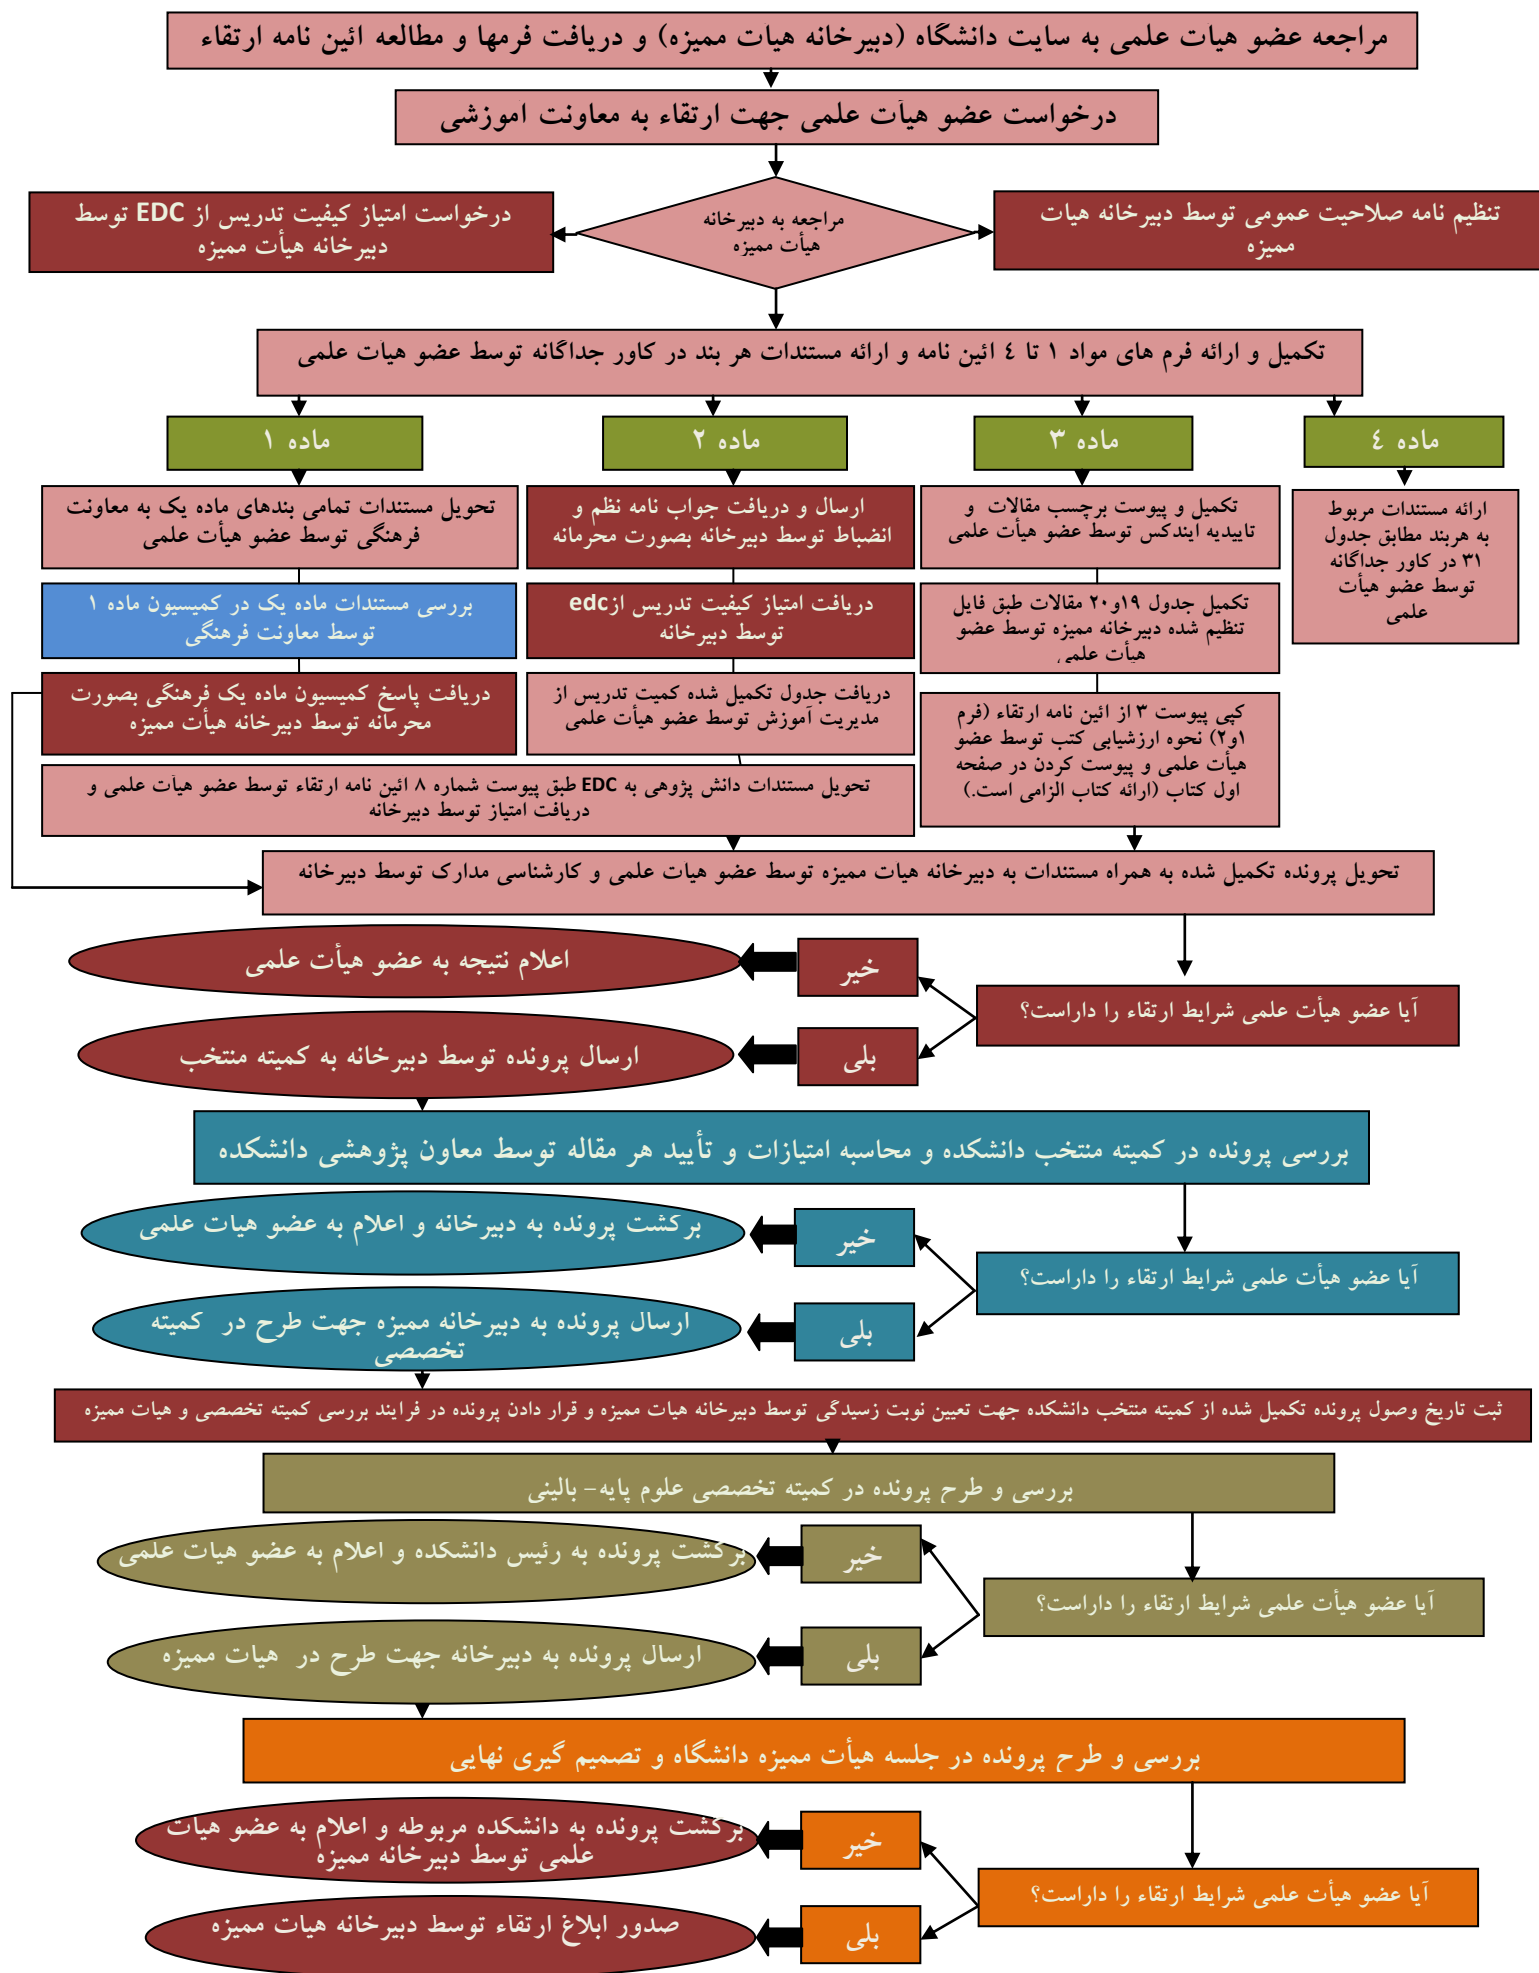 مراجعه عضو هیأت علمی به سایت دانشگاه (دبیرخانه هیأت ممیزه) و دریافت فرمها و مطالعه ائین نامه ارتقاء
درخواست عضو هیأت علمی جهت ارتقاء به معاونت اموزشی
مراجعه به دبیرخانه
هیأت ممیزه
تنظیم نامه صلاحیت عمومی توسط دبیرخانه هیات
ممیزه
درخواست امتیاز کیفیت تدریس از EDC توسط
دبیرخانه هیأت ممیزه
تکمیل و ارائه فرم های مواد ۱ تا ٤ ائین نامه و ارائه مستندات هر بند در کاور جداگانه توسط عضو هیات علمی
ماده ۱
تحویل مستندات تمامی بندهای ماده یک به معاونت
فرهنگی توسط عضو هیأت علمی
بررسی مستندات ماده یک در کمیسیون ماده ۱
توسط معاونت فرهنگی
دریافت پاسخ کمیسیون ماده یک فرهنگی بصورت
محرمانه توسط دبیرخانه هیأت ممیزه
ماده ۲
ارسال و دریافت جواب نامه نظم و
انضباط توسط دبیرخانه بصورت محرمانه
دریافت امتیاز کیفیت تدریس ازedc
توسط دبیرخانه
دریافت جدول تکمیل شده کمیت تدریس از
مدیریت آموزش توسط عضو هیأت علمی
تحویل مستندات دانش پژوهی به EDC طبق پیوست شماره ۸ ائین نامه ارتقاء توسط عضو هیأت علمی و
دریافت امتیاز توسط دبیرخانه
ماده ۳
تکمیل و پیوست برچسب مقالات و
تاییدیه ایندکس توسط عضو هیأت علمی
تکمیل جدول ۱۹و۲۰ مقالات طبق فایل
تنظیم شده دبیرخانه ممیزه توسط عضو
هیأت علمی
کپی پیوست ۳ از ائین نامه ارتقاء (فرم
۱و۲) نحوه ارزشیابی کتب توسط عضو
هیأت علمی و پیوست کردن در صفحه
اول کتاب (ارائه کتاب الزامی است.)
ماده ٤
ارائه مستندات مربوط
به هربند مطابق جدول
۳۱ در کاور جداگانه
توسط عضو هیأت
علمی
تحویل پرونده تکمیل شده به همراه مستندات به دبیرخانه هیات ممیزه توسط عضو هیات علمی و کارشناسی مدارک توسط دبیرخانه
آیا عضو هیأت علمی شرایط ارتقاء را داراست؟
خیر
اعلام نتیجه به عضو هیأت علمی
بلی
ارسال پرونده توسط دبیرخانه به کمیته منتخب
بررسی پرونده در کمیته منتخب دانشکده و محاسبه امتیازات و تأیید هر مقاله توسط معاون پژوهشی دانشکده
آیا عضو هیأت علمی شرایط ارتقاء را داراست؟
خیر
برگشت پرونده به دبیرخانه و اعلام به عضو هیات علمی
بلی
ارسال پرونده به دبیرخانه ممیزه جهت طرح در کمیته
تخصصی
ثبت تاریخ وصول پرونده تکمیل شده از کمیته منتخب دانشکده جهت تعیین نوبت رسیدگی توسط دبیرخانه هیات ممیزه و قرار دادن پرونده در فرایند بررسی کمیته تخصصی و هیات ممیزه
بررسی و طرح پرونده در کمیته تخصصی علوم پایه- بالینی
آیا عضو هیأت علمی شرایط ارتقاء را داراست؟
خیر
برگشت پرونده به رئیس دانشکده و اعلام به عضو هیات علمی
بلی
ارسال پرونده به دبیرخانه جهت طرح در هیات ممیزه
بررسی و طرح پرونده در جلسه هیأت ممیزه دانشگاه و تصمیم گیری نهایی
آیا عضو هیأت علمی شرایط ارتقاء را داراست؟
خیر
برگشت پرونده به دانشکده مربوطه و اعلام به عضو هیات
علمی توسط دبیرخانه ممیزه
بلی
صدور ابلاغ ارتقاء توسط دبیرخانه هیات ممیزه